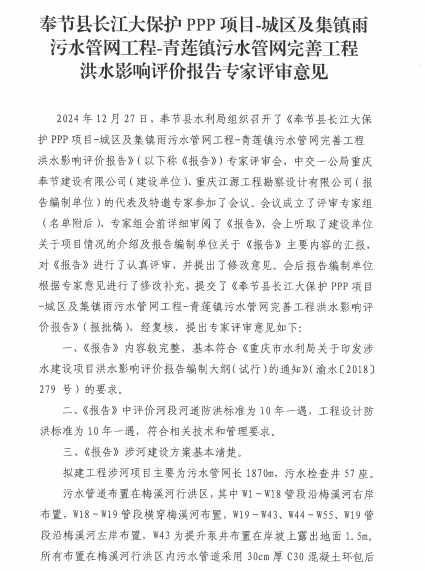 奉节县长江大保护 PPP 项目-城区及集镇雨
污水管网工程-青莲镇污水管网完善工程
洪水影响评价报告专家评审意见
2024 年 12 月 27 日，奉节县水利局组织召开了《奉节县长江大保
护 PPP 项目-城区及集镇雨污水管网工程-青莲镇污水管网完善工程
洪水影响评价报告》（以下称《报告》）专家评审会，中交一公局重庆
奉节建设有限公司（建设单位）、重庆江源工程勘察设计有限公司（报
告编制单位）的代表及特邀专家参加了会议。会议成立了评审专家组
（名单附后），专家组会前详细审阅了《报告》，会上听取了建设单位
关于项目情况的介绍及报告编制单位关于《报告》主要内容的汇报，
对《报告》进行了认真评审，并提出了修改意见。会后报告编制单位
根据专家意见进行了修改补充，提交了《奉节县长江大保护 PPP 项目
-城区及集镇雨污水管网工程-青莲镇污水管网完善工程洪水影响评
价报告》（报批稿），经复核，提出专家评审意见如下：
一、《报告》内容较完整，基本符合《重庆市水利局关于印发涉
水建设项目洪水影响评价报告编制大纲(试行)的通知》（渝水〔2018〕
279 号）的要求。
二、《报告》中评价河段河道防洪标准为 10 年一遇，工程设计防
洪标准为 10 年一遇，符合相关技术和管理要求。
三、《报告》涉河建设方案基本清楚。
拟建工程涉河项目主要为污水管网长 1870m，污水检查井 57 座。
污水管道布置在梅溪河行洪区，其中 W1～W18 管段沿梅溪河右岸
布置，W18～W19 管段横穿梅溪河布置，W19～W43、W44～W55、W19 管
段沿梅溪河左岸布置，W43 为提升泵井布置在岸坡上露出地面 1.5m。
所有布置在梅溪河行洪区内污水管道采用 30cm 厚 C30 混凝土环包后